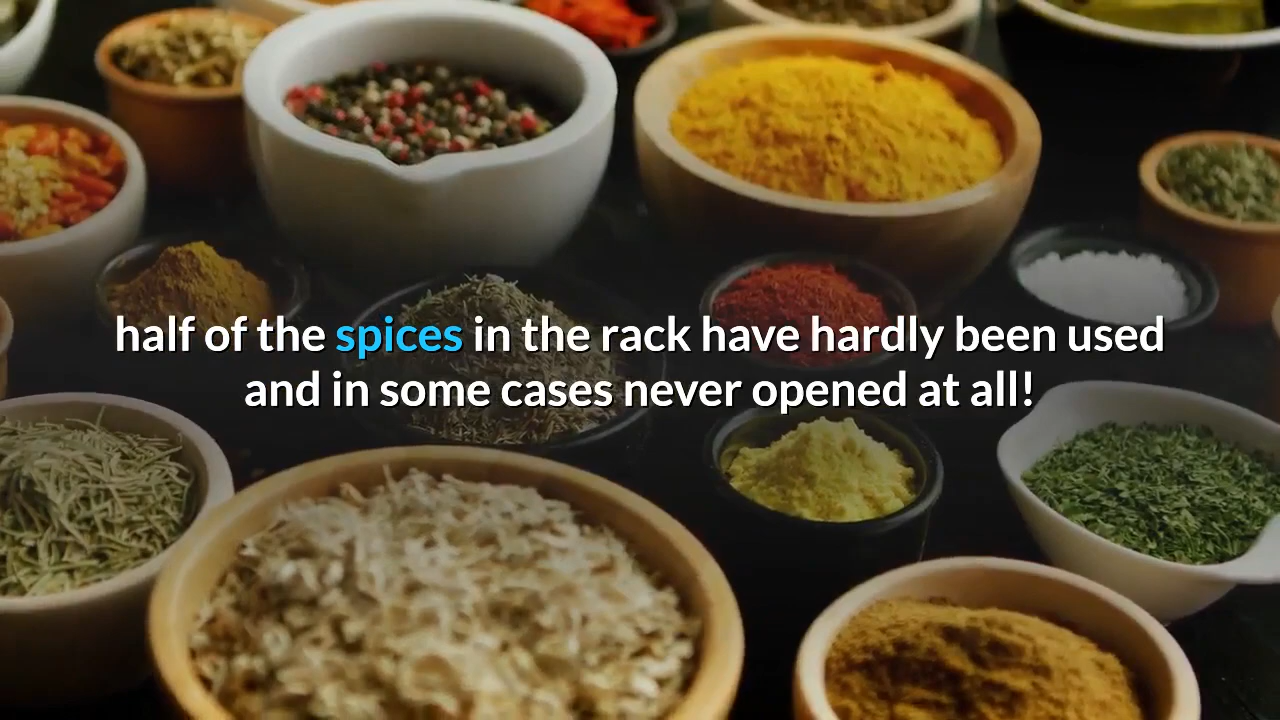 half of the spices in the rack have hardly been used
and in some cases never opened at all!